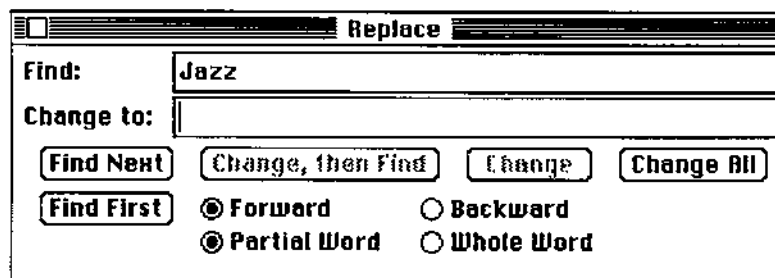 Replace
Find: Jazz
Change to:
Find Next Change, then Find Change Change All
Find First Forward Backward
Partial Word Whole Word